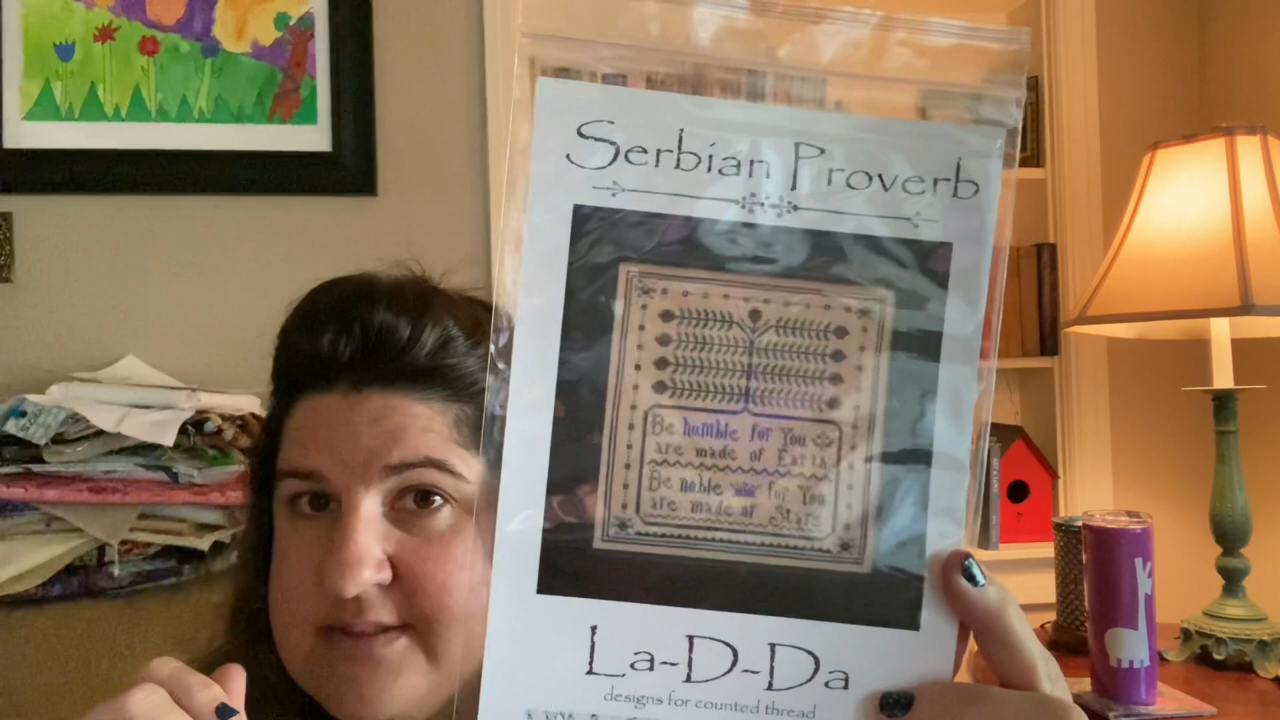 Serbian Proverb
Be humble for You
are made of Earth
Be noble for You
are made of Stars
La-D-Da
designs for counted thread